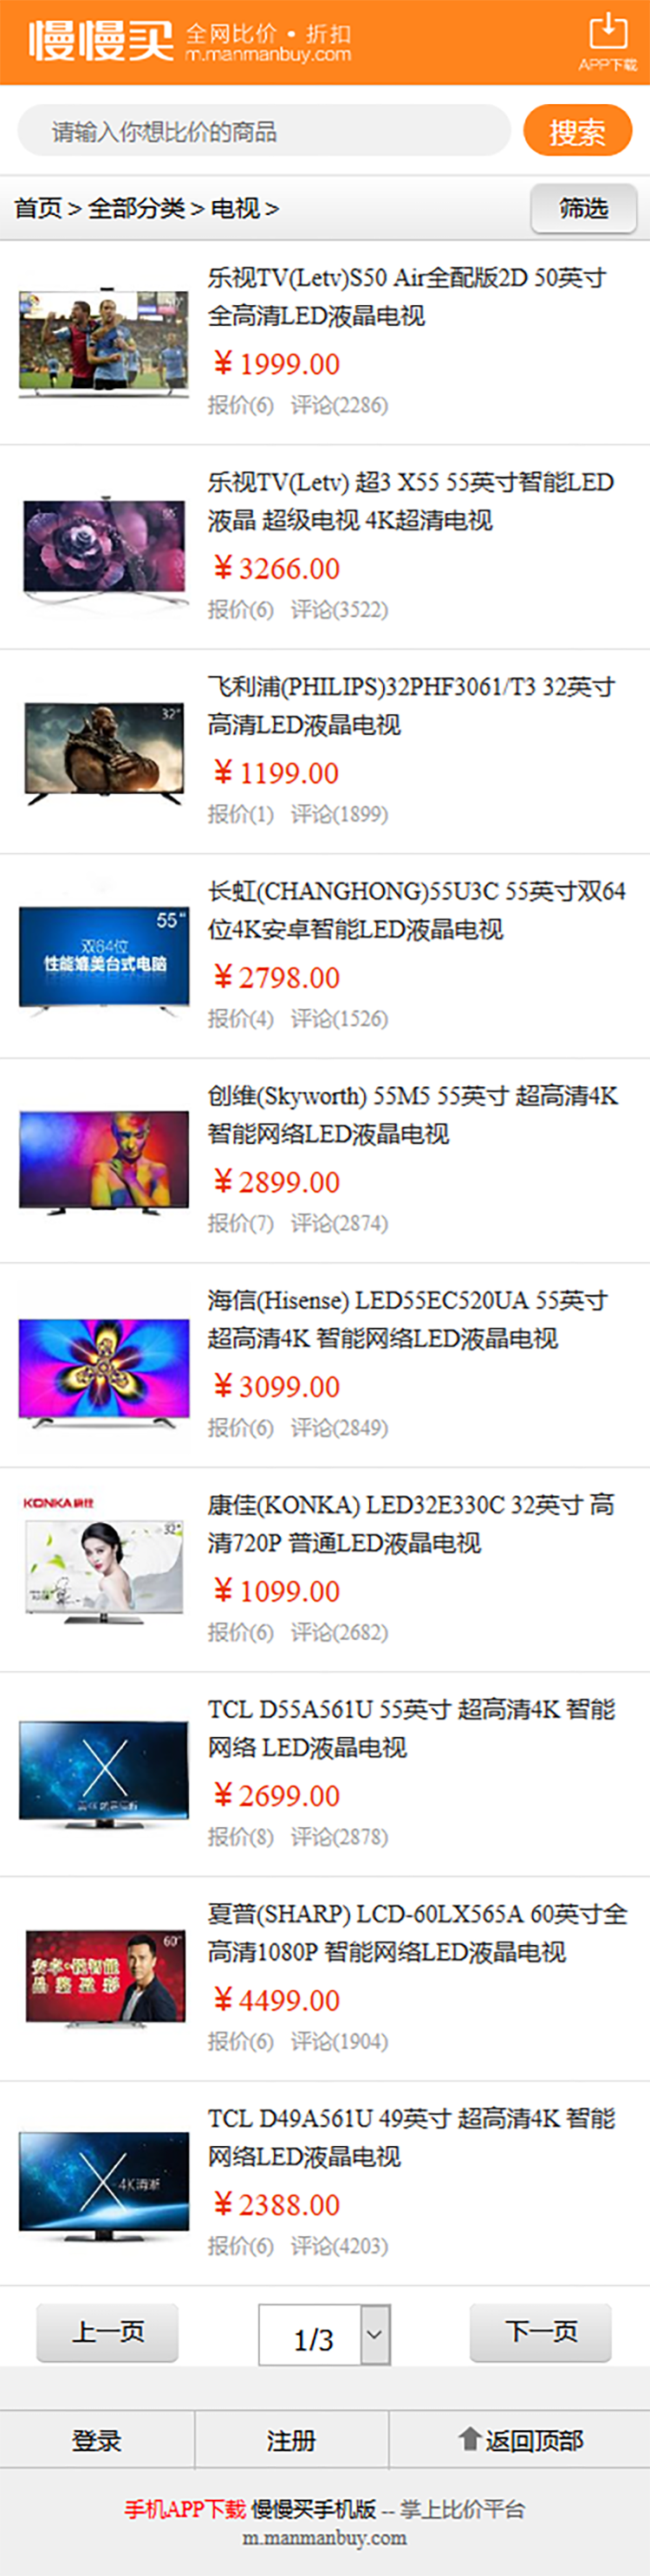 慢慢买 全网比价·折扣
m.manmanbuy.com
APP下载
请输入你想比价的商品 搜索
首页 > 全部分类 > 电视 > 筛选
乐视TV(Letv)S50 Air全配版2D 50英寸
全高清LED液晶电视
¥1999.00
报价(6) 评论(2286)
乐视TV(Letv) 超3 X55 55英寸智能LED
液晶 超级电视 4K超清电视
¥3266.00
报价(6) 评论(3522)
32"
飞利浦(PHILIPS)32PHF3061/T3 32英寸
高清LED液晶电视
¥1199.00
报价(1) 评论(1899)
55"
双64位
性能媲美台式电脑
长虹(CHANGHONG)55U3C 55英寸双64
位4K安卓智能LED液晶电视
¥2798.00
报价(4) 评论(1526)
创维(Skyworth) 55M5 55英寸 超高清4K
智能网络LED液晶电视
¥2899.00
报价(7) 评论(2874)
海信(Hisense) LED55EC520UA 55英寸
超高清4K 智能网络LED液晶电视
¥3099.00
报价(6) 评论(2849)
KONKA 康佳
32"
康佳(KONKA) LED32E330C 32英寸 高
清720P 普通LED液晶电视
¥1099.00
报价(6) 评论(2682)
TCL D55A561U 55英寸 超高清4K 智能
网络 LED液晶电视
¥2699.00
报价(8) 评论(2878)
60"
夏普(SHARP) LCD-60LX565A 60英寸全
高清1080P 智能网络LED液晶电视
¥4499.00
报价(6) 评论(1904)
TCL D49A561U 49英寸 超高清4K 智能
网络LED液晶电视
¥2388.00
报价(6) 评论(4203)
上一页 1/3 下一页
登录 注册 返回顶部
手机APP下载 慢慢买手机版 -- 掌上比价平台
m.manmanbuy.com